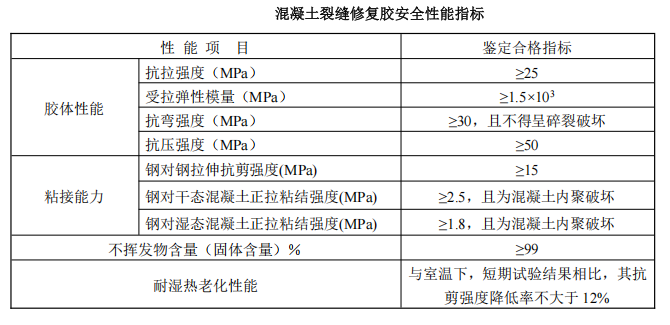 混凝土裂缝修复胶安全性能指标
性 能 项 目 鉴定合格指标
胶体性能 抗拉强度（MPa） ≥25
受拉弹性模量（MPa） ≥1.5×10³
抗弯强度（MPa） ≥30，且不得呈碎裂破坏
抗压强度（MPa） ≥50
粘接能力 钢对钢拉伸抗剪强度(MPa) ≥15
钢对干态混凝土正拉粘结强度(MPa) ≥2.5，且为混凝土内聚破坏
钢对湿态混凝土正拉粘结强度(MPa) ≥1.8，且为混凝土内聚破坏
不挥发物含量（固体含量）% ≥99
耐湿热老化性能 与室温下，短期试验结果相比，其抗
剪强度降低率不大于 12%